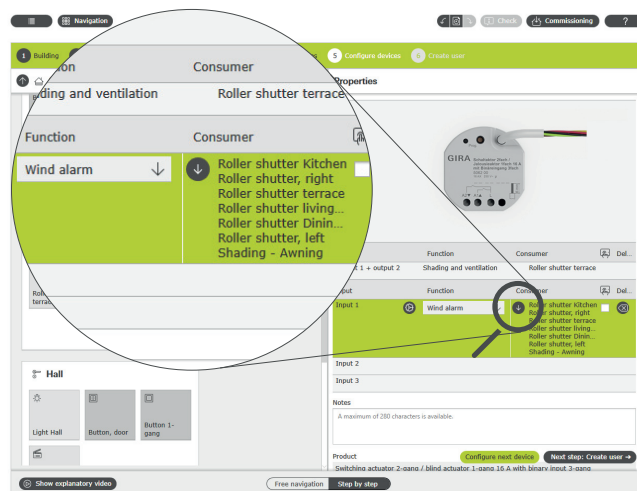 Navigation
Check
Commissioning
?
1 Building
5 Configure devices
6 Create user
Properties
Consumer
ding and ventilation
Roller shutter terrace
Function
Consumer
Wind alarm
Roller shutter Kitchen
Roller shutter, right
Roller shutter terrace
Roller shutter living...
Roller shutter Dinin...
Roller shutter, left
Shading - Awning
GIRA
Function
Consumer
Del...
1 + output 2
Shading and ventilation
Roller shutter terrace
Function
Consumer
Del...
Input 1
Wind alarm
Roller shutter Kitchen
Roller shutter, right
Roller shutter terrace
Roller shutter living...
Roller shutter Dinin...
Roller shutter, left
Shading - Awning
Input 2
Input 3
Notes
A maximum of 280 characters is available.
Hall
Light Hall
Button, door
Button 1-
gang
Product
Configure next device
Next step: Create user
Switching actuator 2-gang / blind actuator 1-gang 16 A with binary input 3-gang
Show explanatory video
Free navigation
Step by step